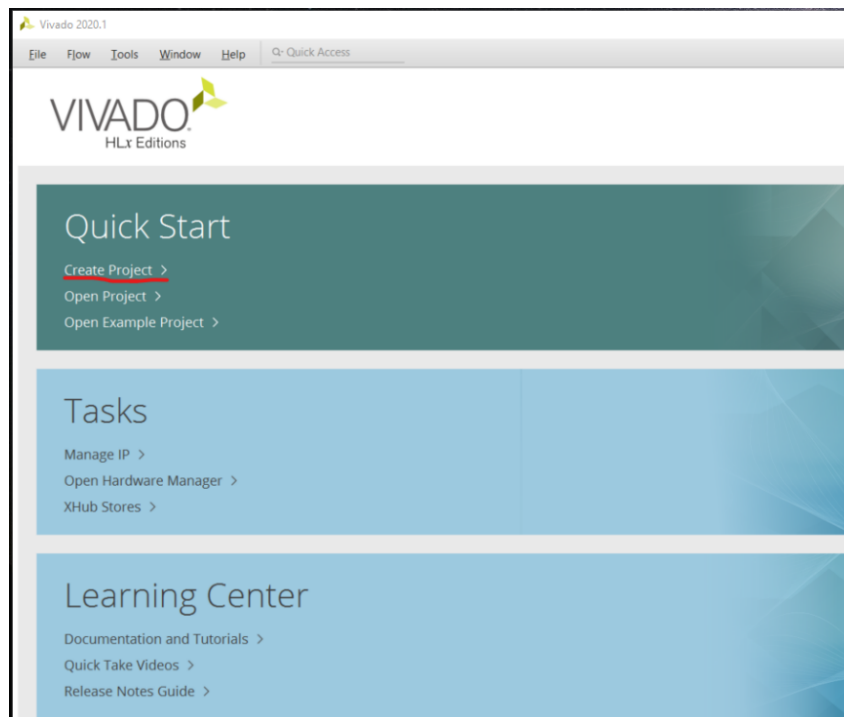 Vivado 2020.1
File Flow Tools Window Help Quick Access
VIVADO.
HLx Editions
Quick Start
Create Project >
Open Project >
Open Example Project >
Tasks
Manage IP >
Open Hardware Manager >
XHub Stores >
Learning Center
Documentation and Tutorials >
Quick Take Videos >
Release Notes Guide >